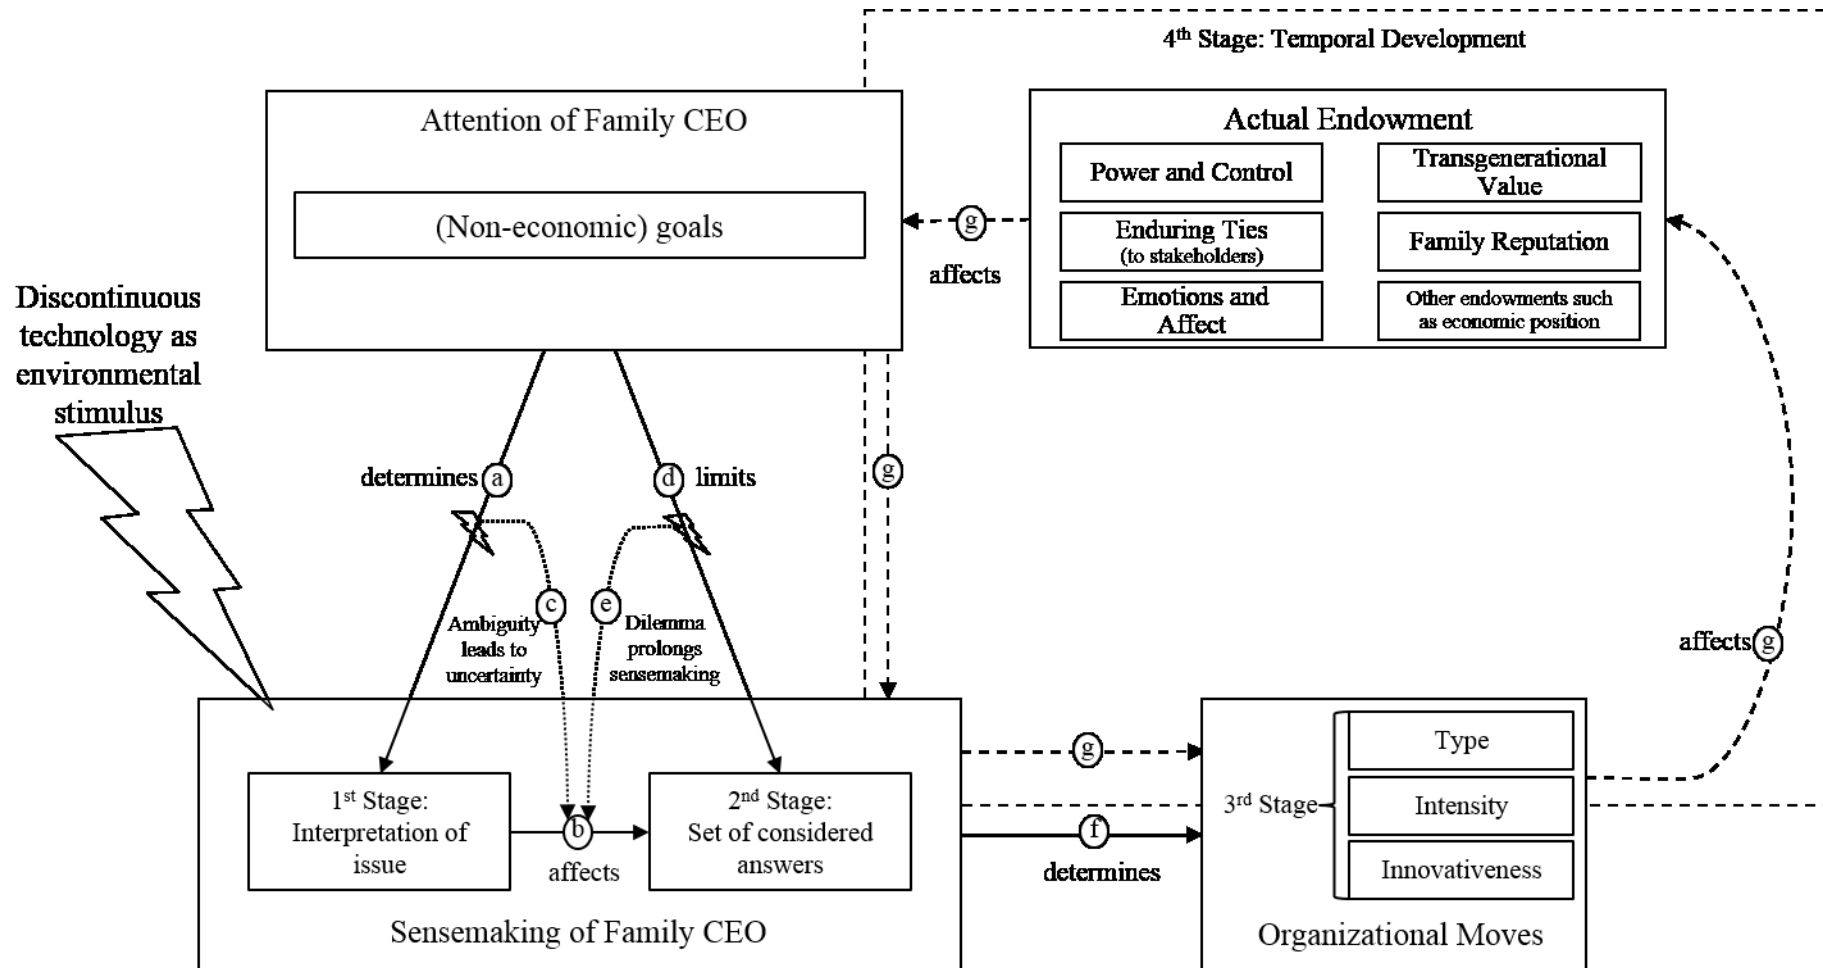 4th Stage: Temporal Development
Attention of Family CEO
(Non-economic) goals
Actual Endowment
Power and Control
Transgenerational
Value
Enduring Ties
(to stakeholders)
Family Reputation
Emotions and
Affect
Other endowments such
as economic position
g
affects
Discontinuous
technology as
environmental
stimulus
determines a
d limits
g
c
e
Ambiguity
leads to
uncertainty
Dilemma
prolongs
sensemaking
affects g
1st Stage:
Interpretation of
issue
b
affects
2nd Stage:
Set of considered
answers
Sensemaking of Family CEO
g
f
determines
3rd Stage
Type
Intensity
Innovativeness
Organizational Moves